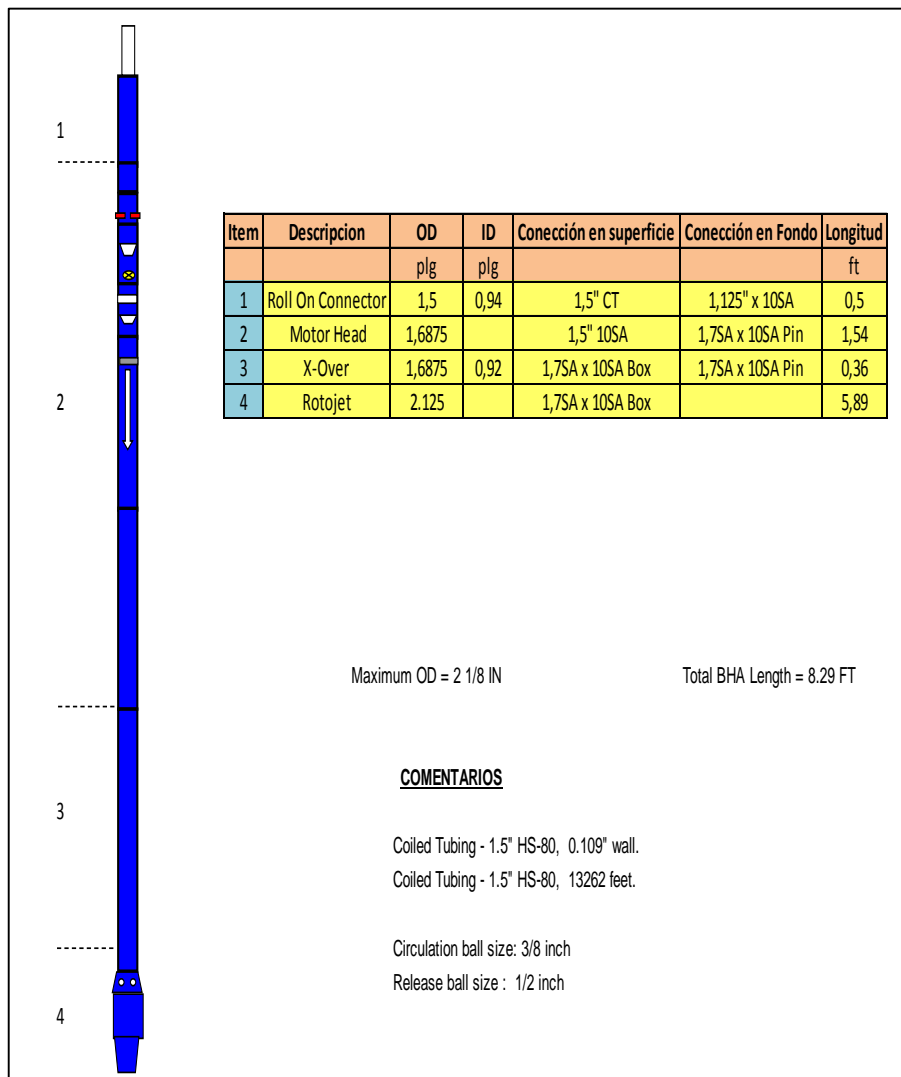 1
2
3
4
Item Descripcion OD ID Conección en superficie Conección en Fondo Longitud
plg plg ft
1 Roll On Connector 1,5 0,94 1,5" CT 1,125" x 10SA 0,5
2 Motor Head 1,6875 1,5" 10SA 1,7SA x 10SA Pin 1,54
3 X-Over 1,6875 0,92 1,7SA x 10SA Box 1,7SA x 10SA Pin 0,36
4 Rotojet 2.125 1,7SA x 10SA Box 5,89
Maximum OD = 2 1/8 IN Total BHA Length = 8.29 FT
COMENTARIOS
Coiled Tubing - 1.5" HS-80, 0.109" wall.
Coiled Tubing - 1.5" HS-80, 13262 feet.
Circulation ball size: 3/8 inch
Release ball size : 1/2 inch